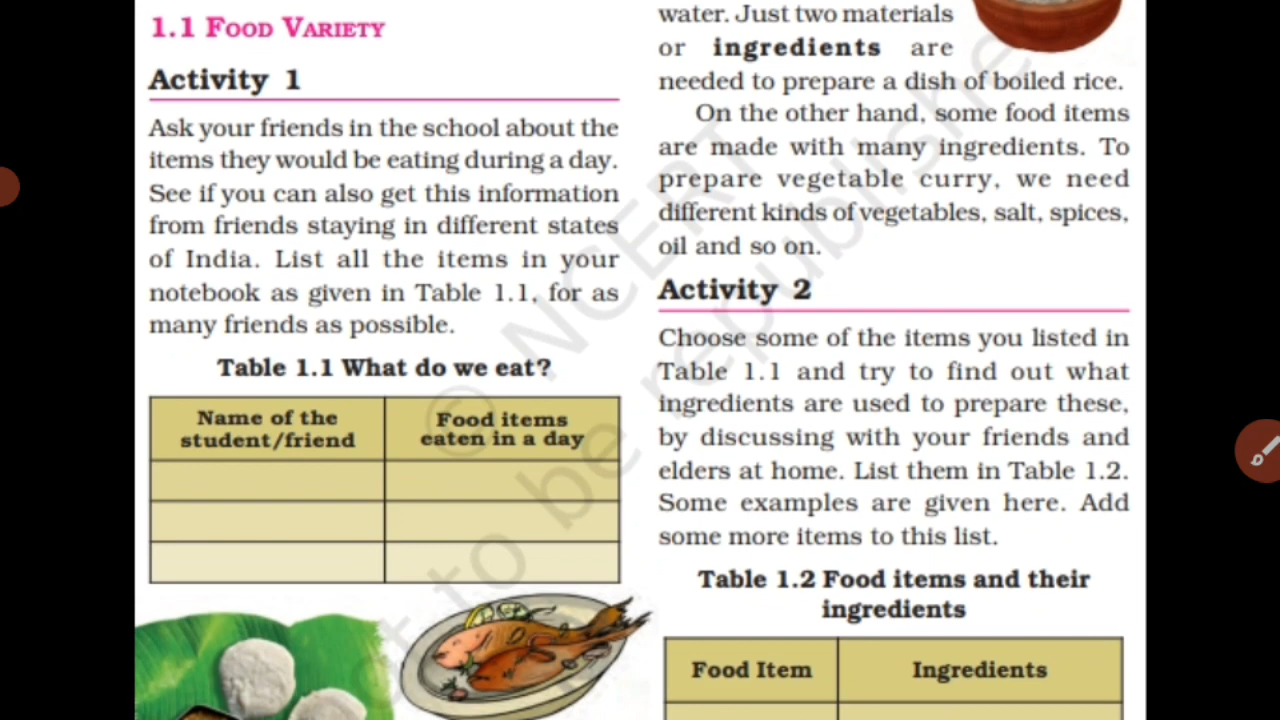 1.1 FOOD VARIETY
Activity 1
Ask your friends in the school about the
items they would be eating during a day.
See if you can also get this information
from friends staying in different states
of India. List all the items in your
notebook as given in Table 1.1, for as
many friends as possible.
Table 1.1 What do we eat?
Name of the
student/friend
Food items
eaten in a day
water. Just two materials
or ingredients are
needed to prepare a dish of boiled rice.
On the other hand, some food items
are made with many ingredients. To
prepare vegetable curry, we need
different kinds of vegetables, salt, spices,
oil and so on.
Activity 2
Choose some of the items you listed in
Table 1.1 and try to find out what
ingredients are used to prepare these,
by discussing with your friends and
elders at home. List them in Table 1.2.
Some examples are given here. Add
some more items to this list.
Table 1.2 Food items and their
ingredients
Food Item
Ingredients
© NCERT
to be republishe